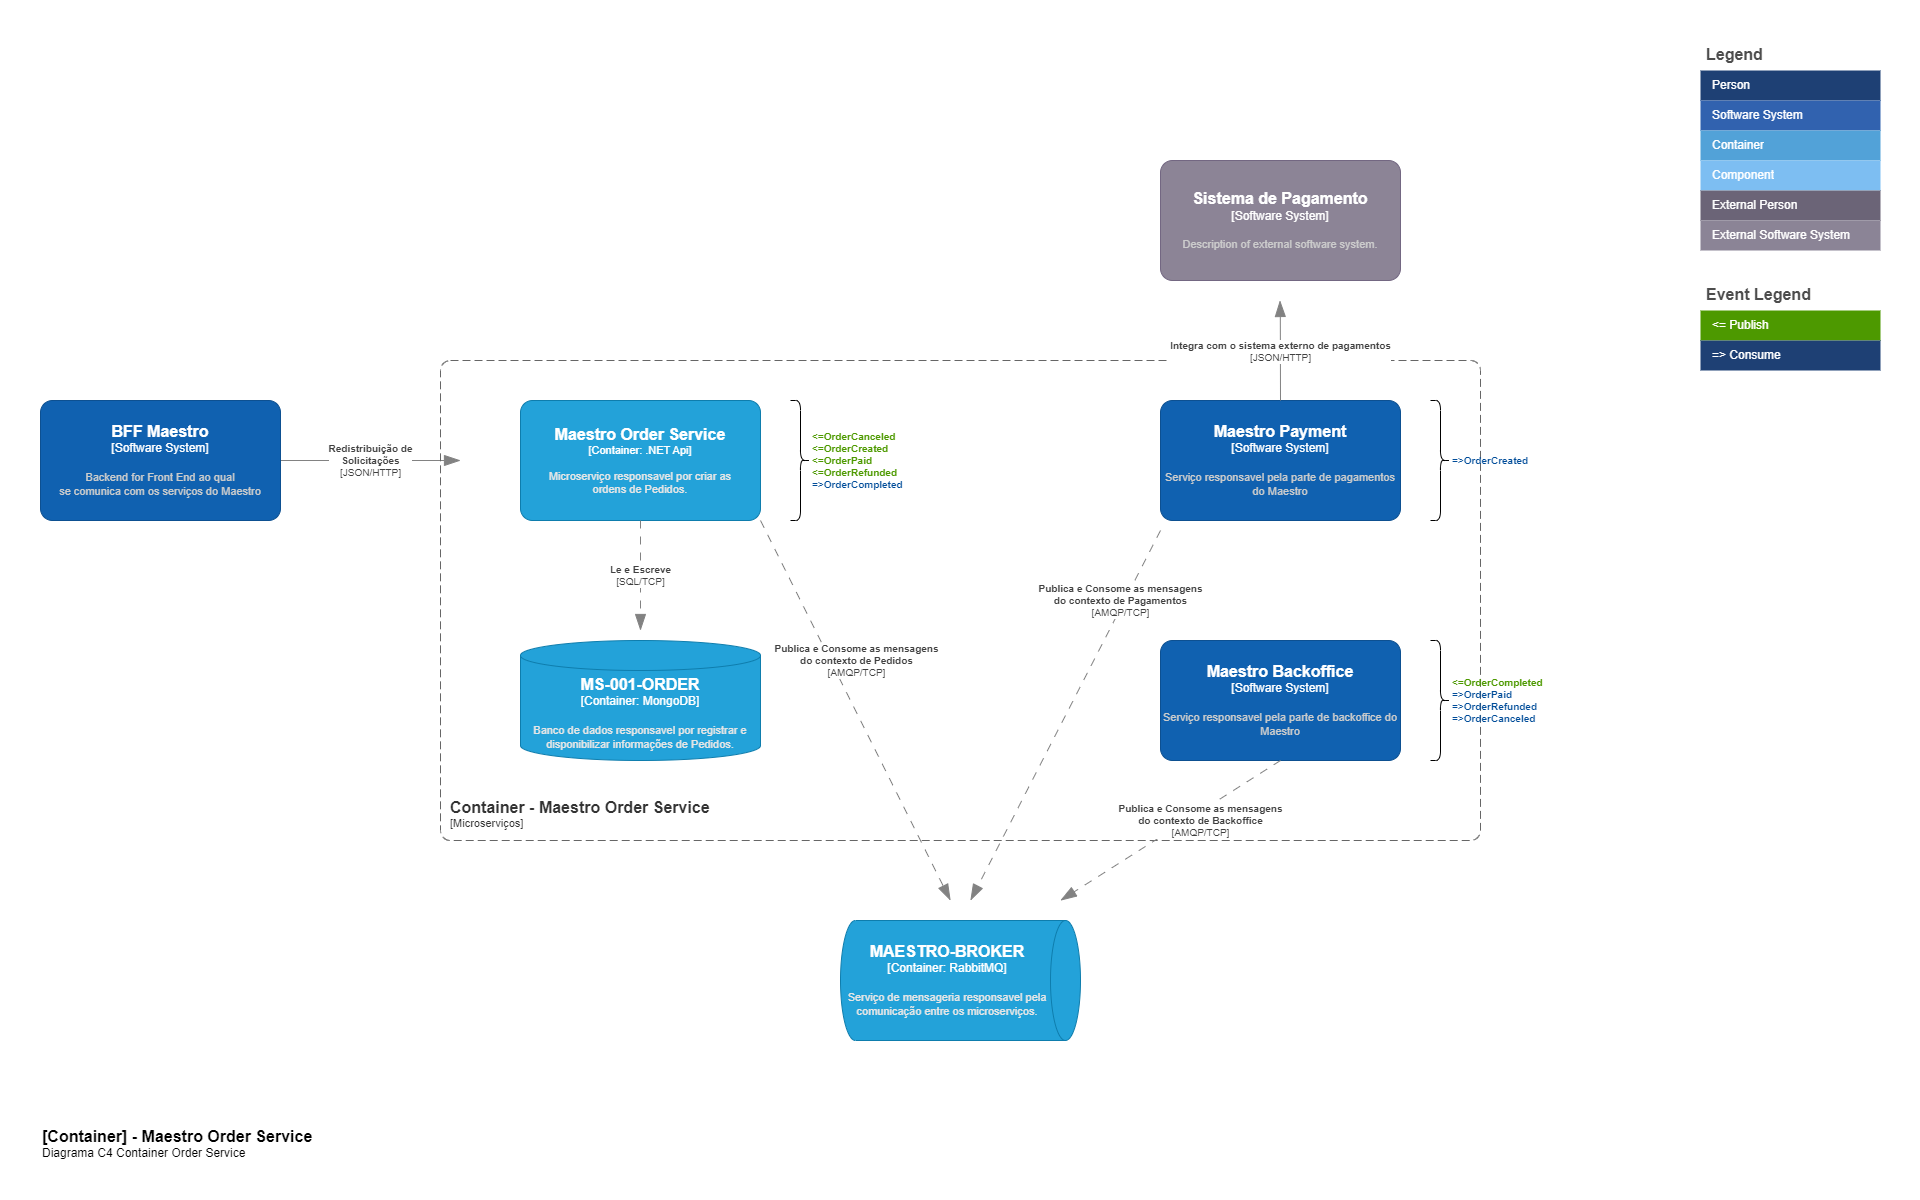 Legend
Person
Software System
Container
Component
External Person
External Software System
Event Legend
<= Publish
=> Consume
Sistema de Pagamento
[Software System]
Description of external software system.
Integra com o sistema externo de pagamentos
[JSON/HTTP]
BFF Maestro
[Software System]
Backend for Front End ao qual
se comunica com os serviços do Maestro
Redistribuição de
Solicitações
[JSON/HTTP]
Maestro Order Service
[Container: .NET Api]
Microserviço responsavel por criar as
ordens de Pedidos.
<=OrderCanceled
<=OrderCreated
<=OrderPaid
<=OrderRefunded
=>OrderCompleted
Maestro Payment
[Software System]
Serviço responsavel pela parte de pagamentos
do Maestro
=>OrderCreated
Le e Escreve
[SQL/TCP]
Publica e Consome as mensagens
do contexto de Pagamentos
[AMQP/TCP]
Publica e Consome as mensagens
do contexto de Pedidos
[AMQP/TCP]
MS-001-ORDER
[Container: MongoDB]
Banco de dados responsavel por registrar e
disponibilizar informações de Pedidos.
Maestro Backoffice
[Software System]
Serviço responsavel pela parte de backoffice do
Maestro
<=OrderCompleted
=>OrderPaid
=>OrderRefunded
=>OrderCanceled
Container - Maestro Order Service
[Microserviços]
Publica e Consome as mensagens
do contexto de Backoffice
[AMQP/TCP]
MAESTRO-BROKER
[Container: RabbitMQ]
Serviço de mensageria responsavel pela
comunicação entre os microserviços.
[Container] - Maestro Order Service
Diagrama C4 Container Order Service